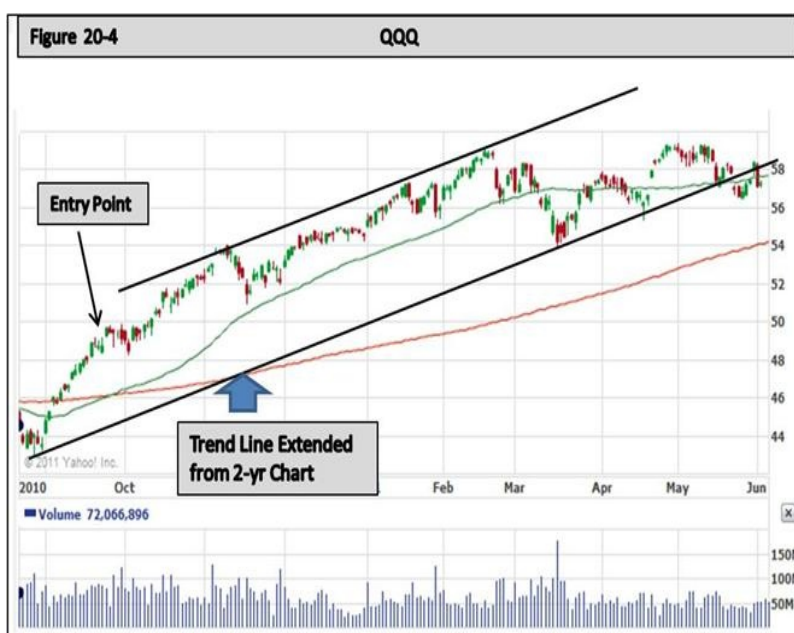 Figure 20-4
QQQ
Entry Point
58
56
54
52
50
48
46
44
Trend Line Extended
from 2-yr Chart
© 2011 Yahoo! Inc.
2010 Oct Feb Mar Apr May Jun
Volume 72,066,896
x
150M
100M
50M